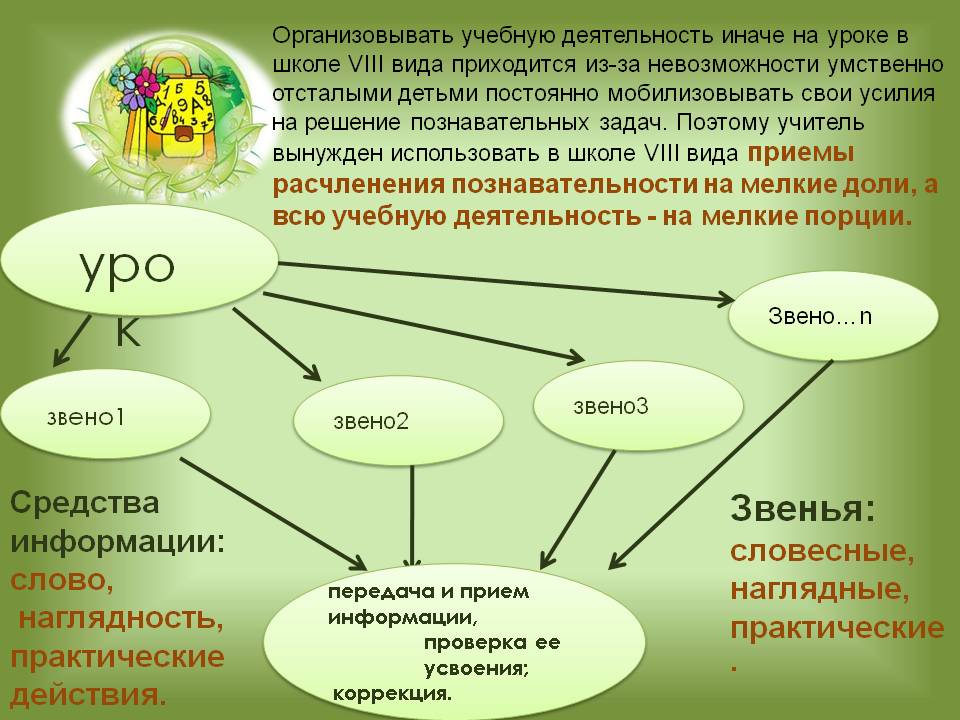 Организовывать учебную деятельность иначе на уроке в
школе VIII вида приходится из-за невозможности умственно
отсталыми детьми постоянно мобилизовывать свои усилия
на решение познавательных задач. Поэтому учитель
вынужден использовать в школе VIII вида приемы
расчленения познавательности на мелкие доли, а
всю учебную деятельность - на мелкие порции.
уро
к
Звено…n
звено1
звено2
звено3
Средства
информации:
слово,
наглядность,
практические
действия.
передача и прием
информации,
проверка ее
усвоения;
коррекция.
Звенья:
словесные,
наглядные,
практические
.